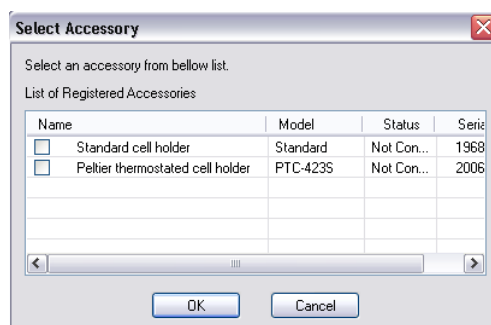 Select Accessory
Select an accessory from bellow list.
List of Registered Accessories
Name Model Status Seria
Standard cell holder Standard Not Con... 1968
Peltier thermostated cell holder PTC-423S Not Con... 2006
OK Cancel